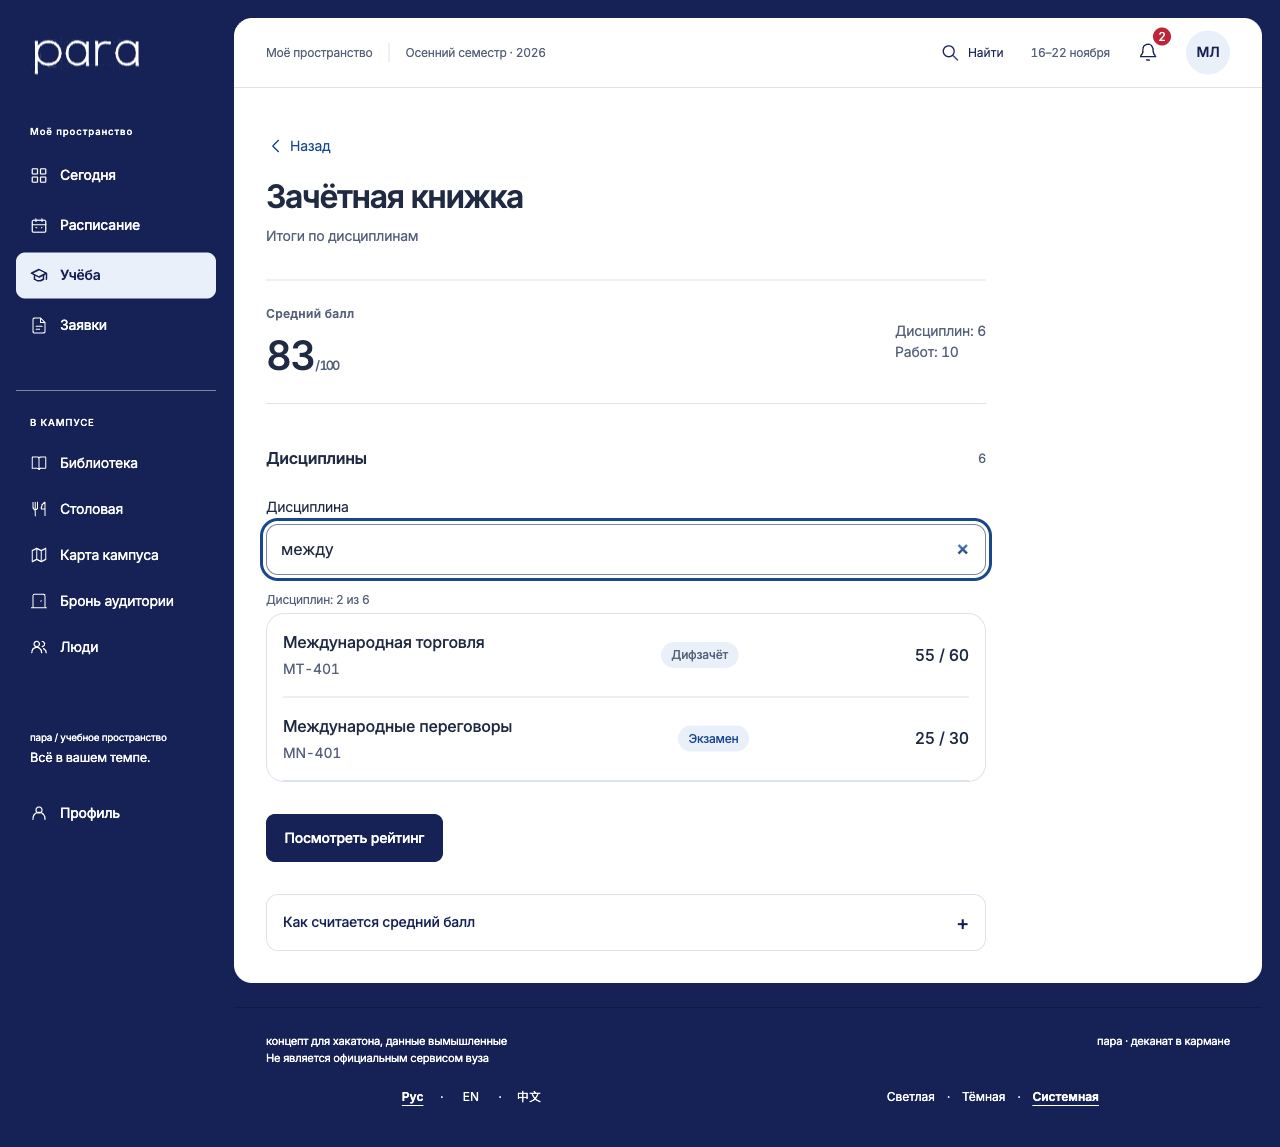 para
Моё пространство
Сегодня
Расписание
Учёба
Заявки
В КАМПУСЕ
Библиотека
Столовая
Карта кампуса
Бронь аудитории
Люди
пара / учебное пространство
Всё в вашем темпе.
Профиль
Моё пространство
Осенний семестр · 2026
Найти
16–22 ноября
2
МЛ
Назад
Зачётная книжка
Итоги по дисциплинам
Средний балл
83/100
Дисциплин: 6
Работ: 10
Дисциплины
6
Дисциплина
между
Дисциплин: 2 из 6
Международная торговля
МТ-401
Дифзачёт
55 / 60
Международные переговоры
MN-401
Экзамен
25 / 30
Посмотреть рейтинг
Как считается средний балл
+
концепт для хакатона, данные вымышленные
Не является официальным сервисом вуза
пара · деканат в кармане
Рус · EN · 中文
Светлая · Тёмная · Системная